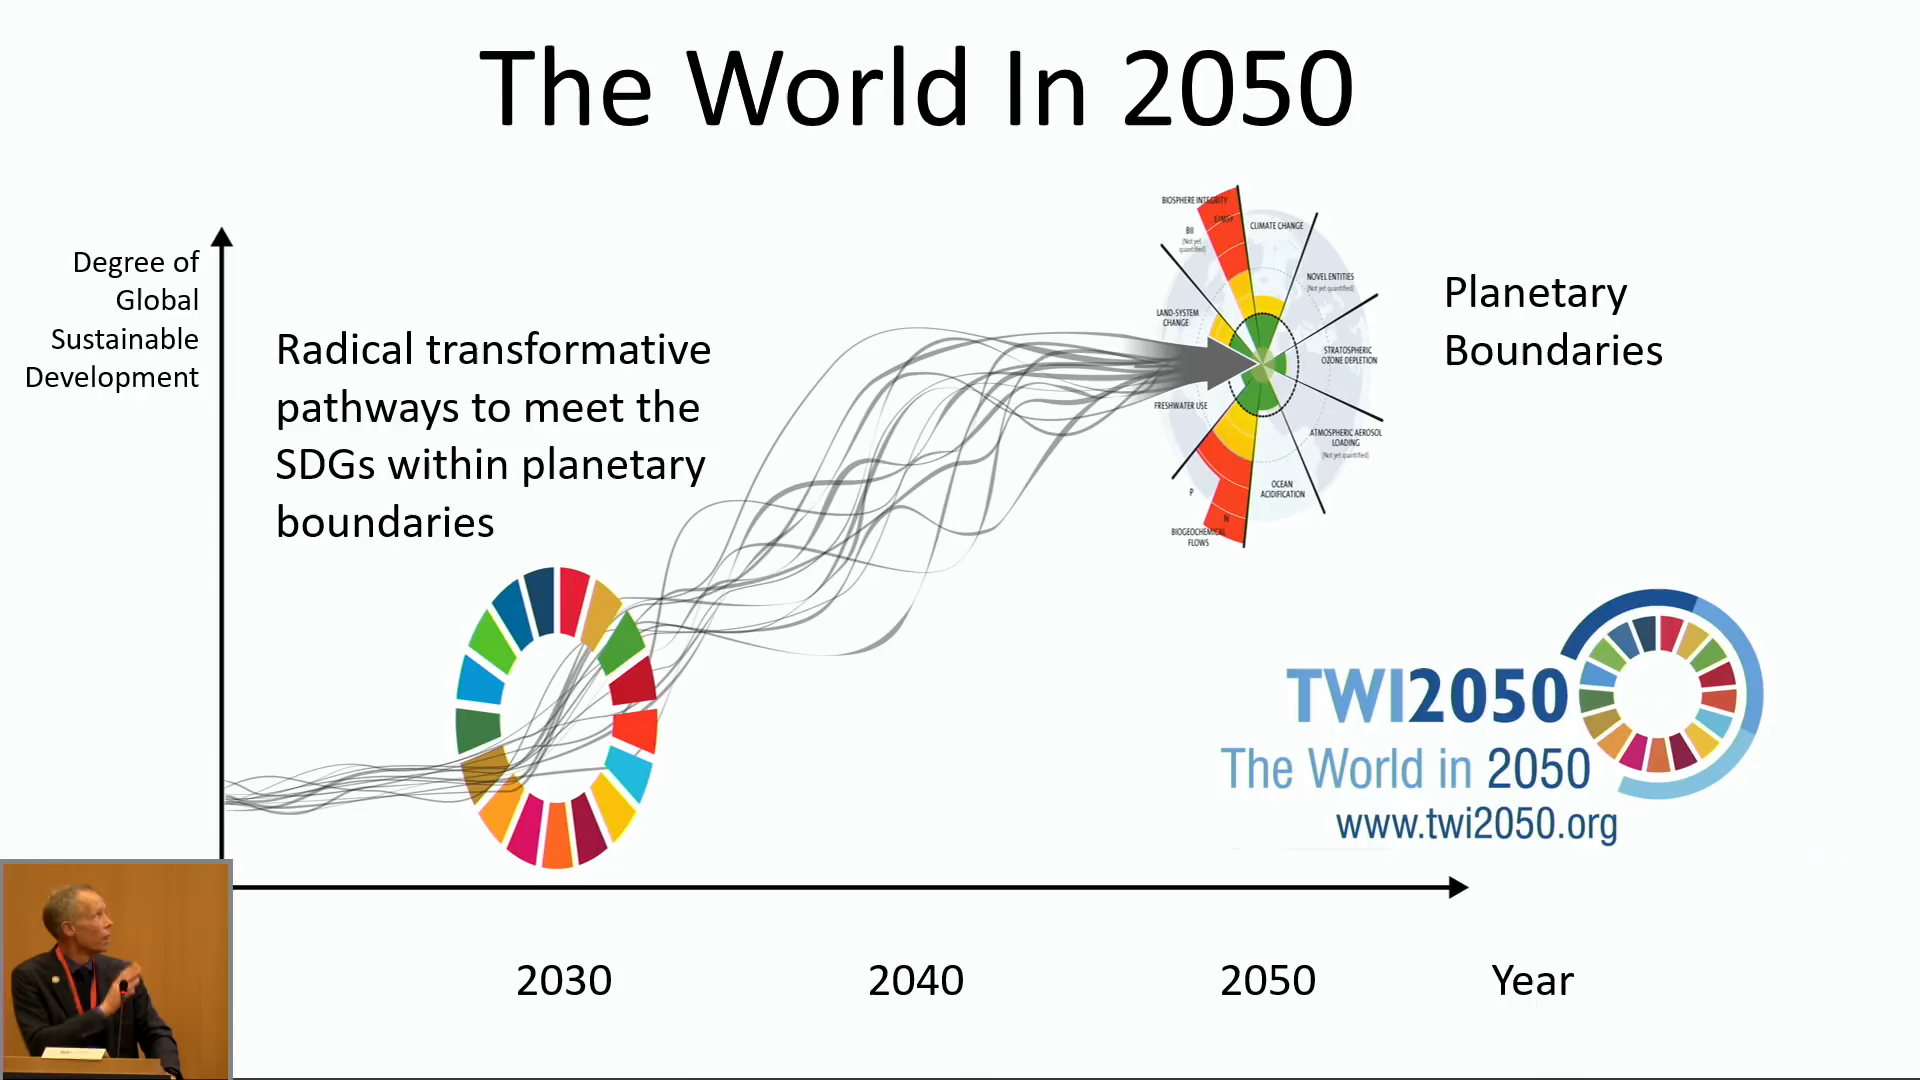 The World In 2050
Degree of
Global
Sustainable
Development
Radical transformative
pathways to meet the
SDGs within planetary
boundaries
BIOSPHERE INTEGRITY
E/MSY
BII
(Not yet
quantified)
CLIMATE CHANGE
NOVEL ENTITIES
(Not yet quantified)
LAND-SYSTEM
CHANGE
STRATOSPHERIC
OZONE DEPLETION
FRESHWATER USE
ATMOSPHERIC AEROSOL
LOADING
(Not yet quantified)
P
N
OCEAN
ACIDIFICATION
BIOGEOCHEMICAL
FLOWS
Planetary
Boundaries
TWI2050
The World in 2050
www.twi2050.org
2030
2040
2050
Year